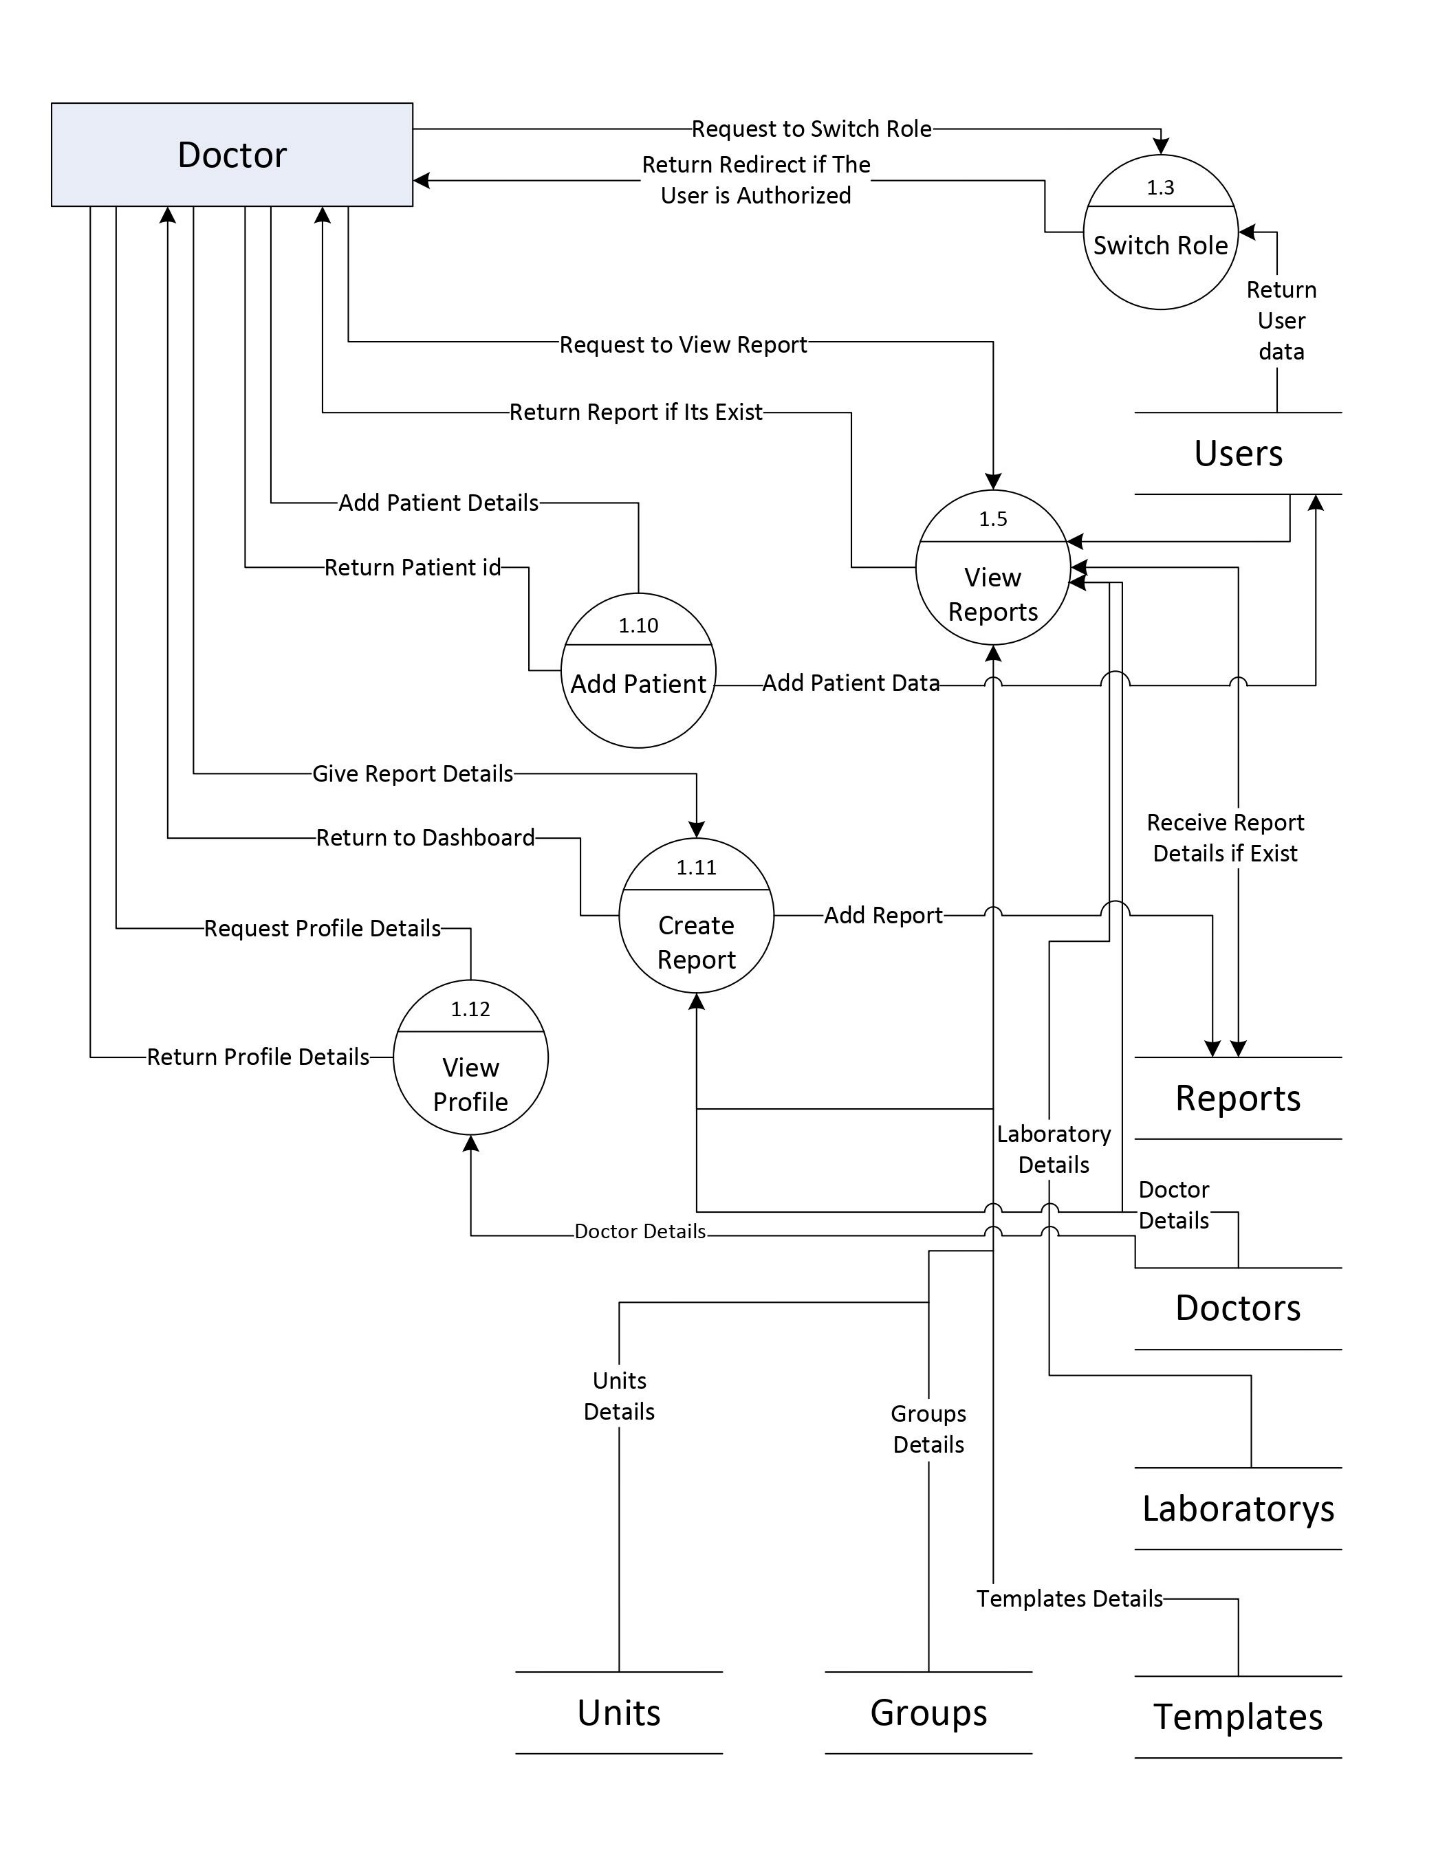 Doctor
Request to Switch Role
Return Redirect if The
User is Authorized
1.3
Switch Role
Return
User
data
Request to View Report
Return Report if Its Exist
Users
Add Patient Details
1.5
View
Reports
Return Patient id
1.10
Add Patient
Add Patient Data
Give Report Details
Return to Dashboard
Receive Report
Details if Exist
1.11
Create
Report
Add Report
Request Profile Details
1.12
View
Profile
Return Profile Details
Reports
Laboratory
Details
Doctor
Details
Doctor Details
Doctors
Units
Details
Groups
Details
Laboratorys
Templates Details
Units
Groups
Templates